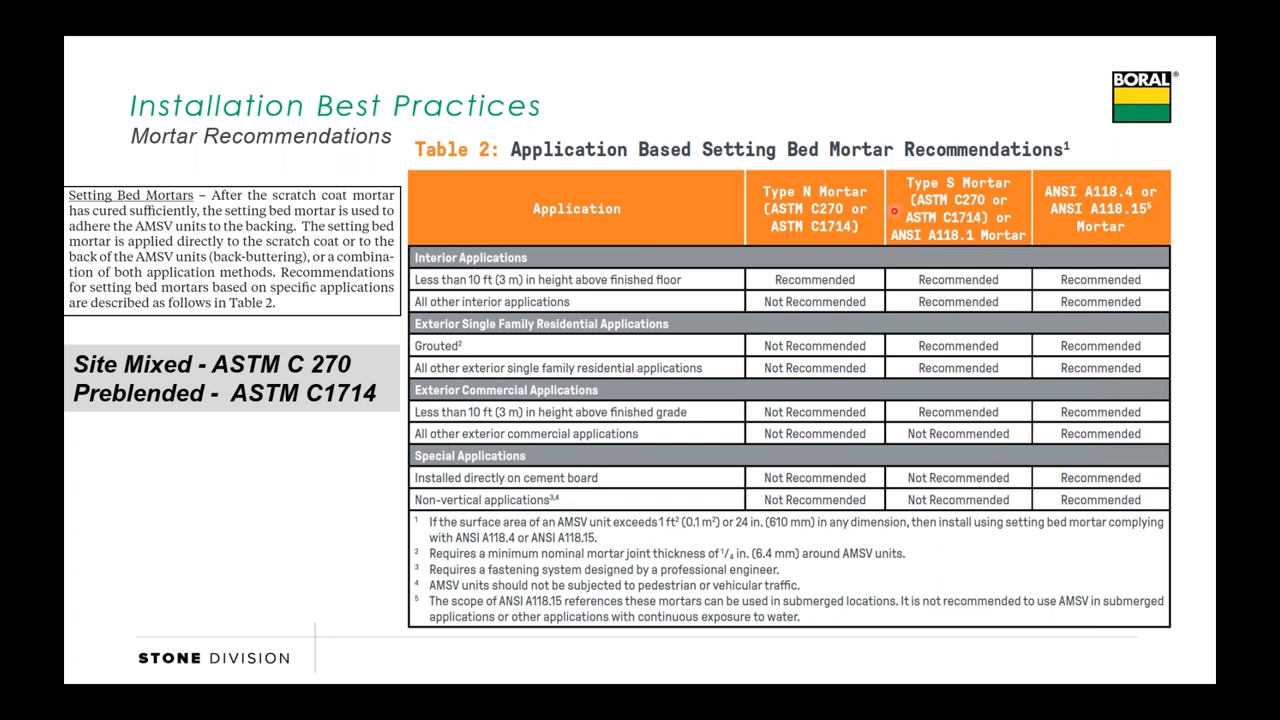 Installation Best Practices
Mortar Recommendations
BORAL®
Setting Bed Mortars – After the scratch coat mortar
has cured sufficiently, the setting bed mortar is used to
adhere the AMSV units to the backing. The setting bed
mortar is applied directly to the scratch coat or to the
back of the AMSV units (back-buttering), or a combina-
tion of both application methods. Recommendations
for setting bed mortars based on specific applications
are described as follows in Table 2.
Site Mixed - ASTM C 270
Preblended - ASTM C1714
Table 2: Application Based Setting Bed Mortar Recommendations¹
Application
Type N Mortar
(ASTM C270 or
ASTM C1714)
Type S Mortar
(ASTM C270 or
ASTM C1714) or
ANSI A118.1 Mortar
ANSI A118.4 or
ANSI A118.15⁵
Mortar
Interior Applications
Less than 10 ft (3 m) in height above finished floor Recommended Recommended Recommended
All other interior applications Not Recommended Recommended Recommended
Exterior Single Family Residential Applications
Grouted² Not Recommended Recommended Recommended
All other exterior single family residential applications Not Recommended Recommended Recommended
Exterior Commercial Applications
Less than 10 ft (3 m) in height above finished grade Not Recommended Recommended Recommended
All other exterior commercial applications Not Recommended Not Recommended Recommended
Special Applications
Installed directly on cement board Not Recommended Not Recommended Recommended
Non-vertical applications³,⁴ Not Recommended Not Recommended Recommended
¹ If the surface area of an AMSV unit exceeds 1 ft² (0.1 m²) or 24 in. (610 mm) in any dimension, then install using setting bed mortar complying
with ANSI A118.4 or ANSI A118.15.
² Requires a minimum nominal mortar joint thickness of ¹/₄ in. (6.4 mm) around AMSV units.
³ Requires a fastening system designed by a professional engineer.
⁴ AMSV units should not be subjected to pedestrian or vehicular traffic.
⁵ The scope of ANSI A118.15 references these mortars can be used in submerged locations. It is not recommended to use AMSV in submerged
applications or other applications with continuous exposure to water.
STONE DIVISION